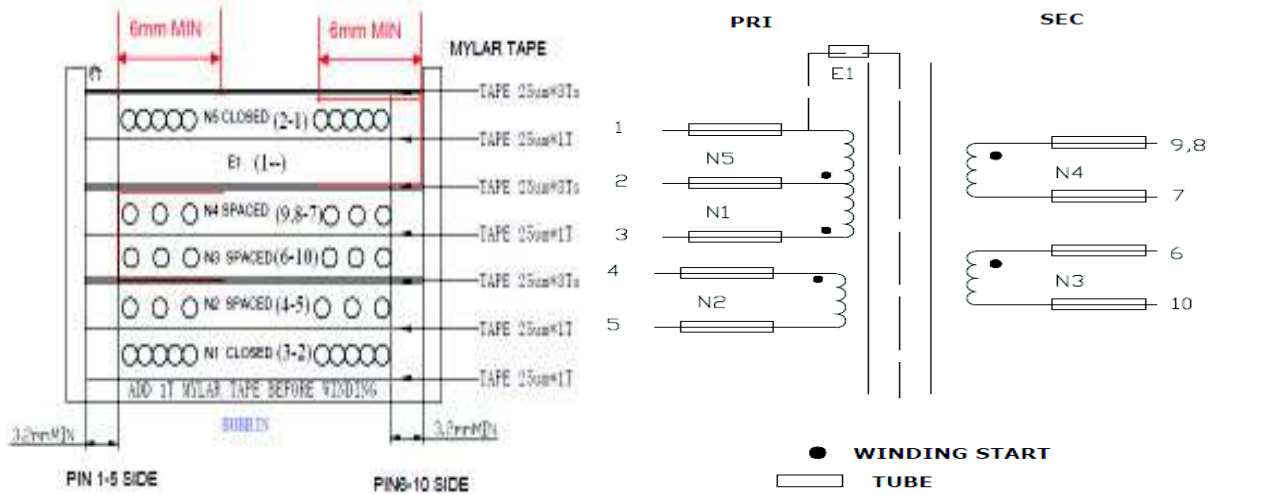 6mm MIN
6mm MIN
MYLAR TAPE
TAPE 25um*3Ts
N5 CLOSED (2-1)
TAPE 25um*1T
E1 (1--)
TAPE 25um*3Ts
N4 SPACED (9,8-7)
TAPE 25um*1T
N3 SPACED(6-10)
TAPE 25um*3Ts
N2 SPACED (4-5)
TAPE 25um*1T
N1 CLOSED (3-2)
TAPE 25um*1T
ADD 1T MYLAR TAPE BEFORE WINDING
BOBBIN
3.2mmMIN
3.2mmMIN
PIN 1-5 SIDE
PIN6-10 SIDE
PRI
SEC
E1
1
N5
2
N1
3
4
N2
5
9,8
N4
7
6
N3
10
WINDING START
TUBE